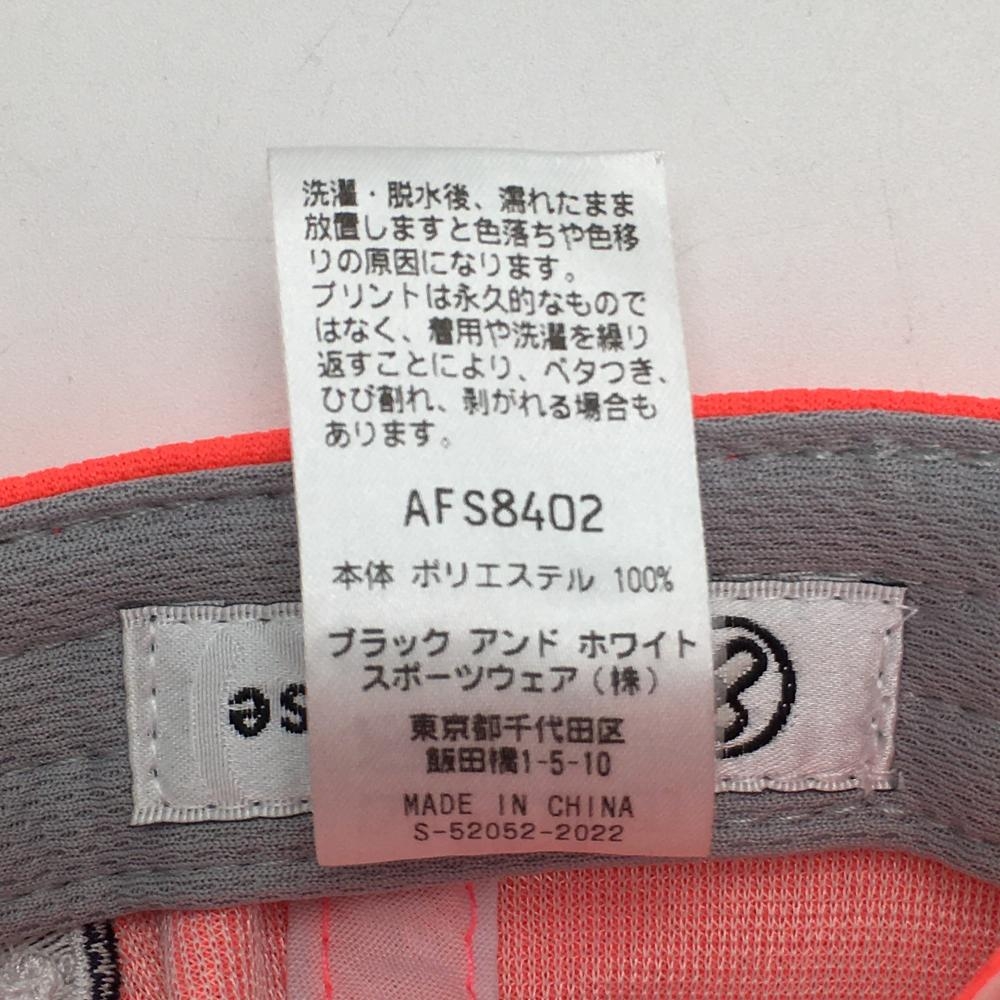 洗濯・脱水後、濡れたまま
放置しますと色落ちや色移
りの原因になります。
プリントは永久的なもので
はなく、着用や洗濯を繰り
返すことにより、ベタつき、
ひび割れ、剥がれる場合も
あります。
AFS8402
本体 ポリエステル 100%
ブラック アンド ホワイト
スポーツウェア(株)
東京都千代田区
飯田橋1-5-10
MADE IN CHINA
S-52052-2022